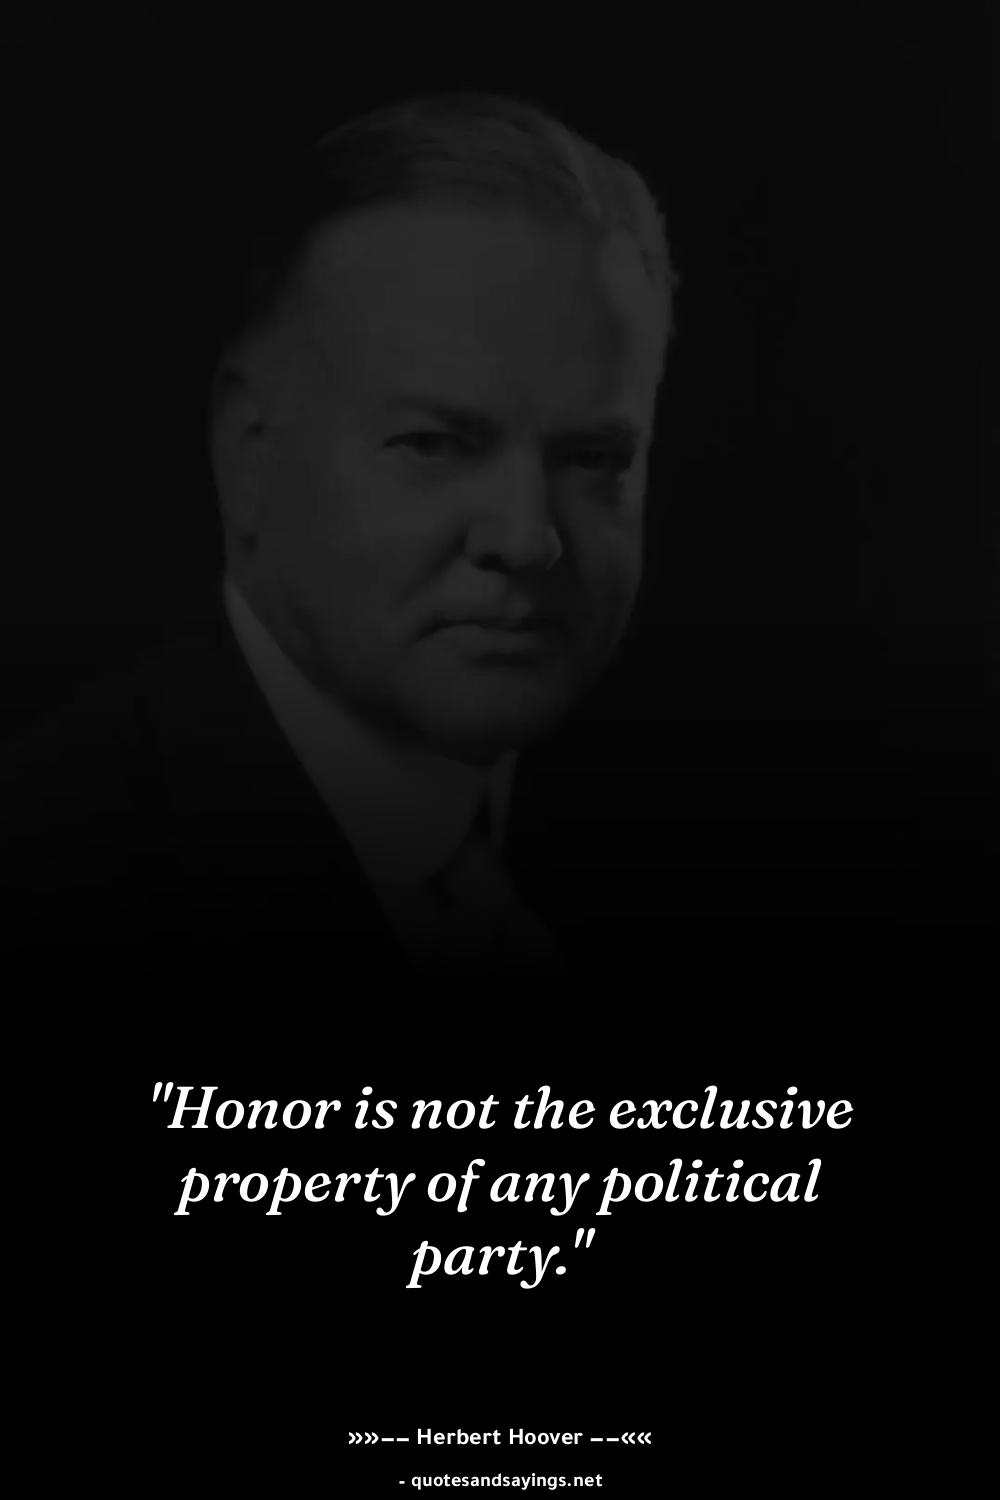 "Honor is not the exclusive
property of any political
party."
»»–– Herbert Hoover ––««
- quotesandsayings.net